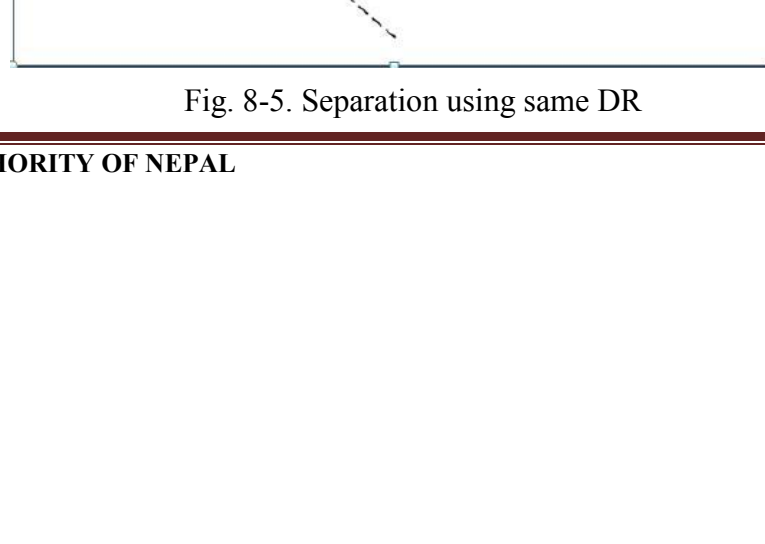 Fig. 8-5. Separation using same DR
IORITY OF NEPAL